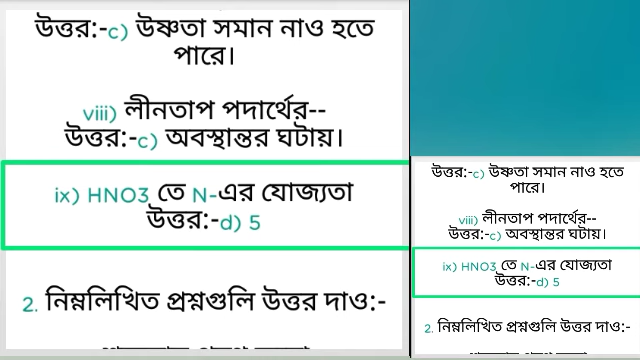 উত্তর:-c) উষ্ণতা সমান নাও হতে
পারে।
viii) লীনতাপ পদার্থের--
উত্তর:-c) অবস্থান্তর ঘটায়।
ix) HNO3 তে N-এর যোজ্যতা
উত্তর:-d) 5
2. নিম্নলিখিত প্রশ্নগুলি উত্তর দাও:-
উত্তর:-c) উষ্ণতা সমান নাও হতে
পারে।
viii) লীনতাপ পদার্থের--
উত্তর:-c) অবস্থান্তর ঘটায়।
ix) HNO3 তে N-এর যোজ্যতা
উত্তর:-d) 5
2. নিম্নলিখিত প্রশ্নগুলি উত্তর দাও:-